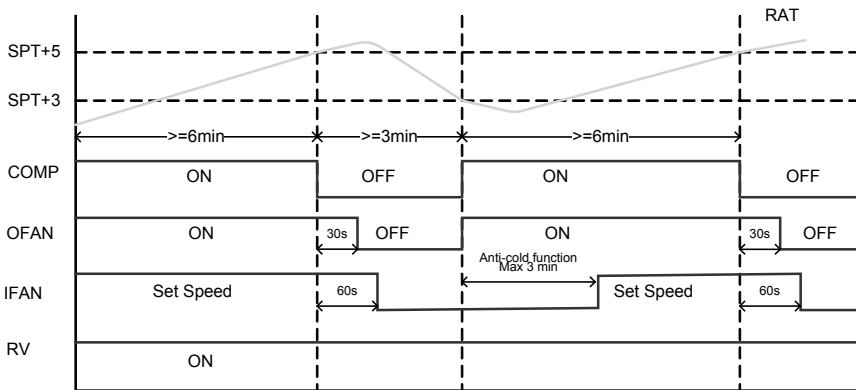 RAT
SPT+5
SPT+3
>=6min
>=3min
>=6min
COMP
ON
OFF
ON
OFF
OFAN
ON
30s
OFF
ON
30s
OFF
Anti-cold function
Max 3 min
IFAN
Set Speed
60s
Set Speed
60s
RV
ON